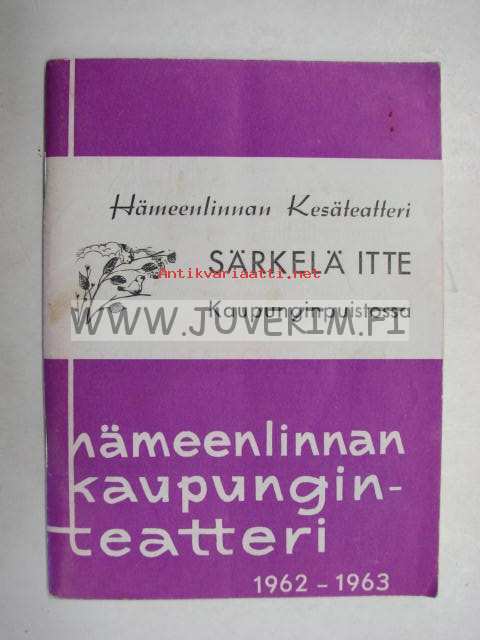 Hämeenlinnan Kesäteatteri
SÄRKELÄ ITTE
Antikvariaatti.net
Kaupunginpuistossa
WWW.JUVEKIM.FI
hämeenlinnan
kaupungin-
teatteri
1962 - 1963